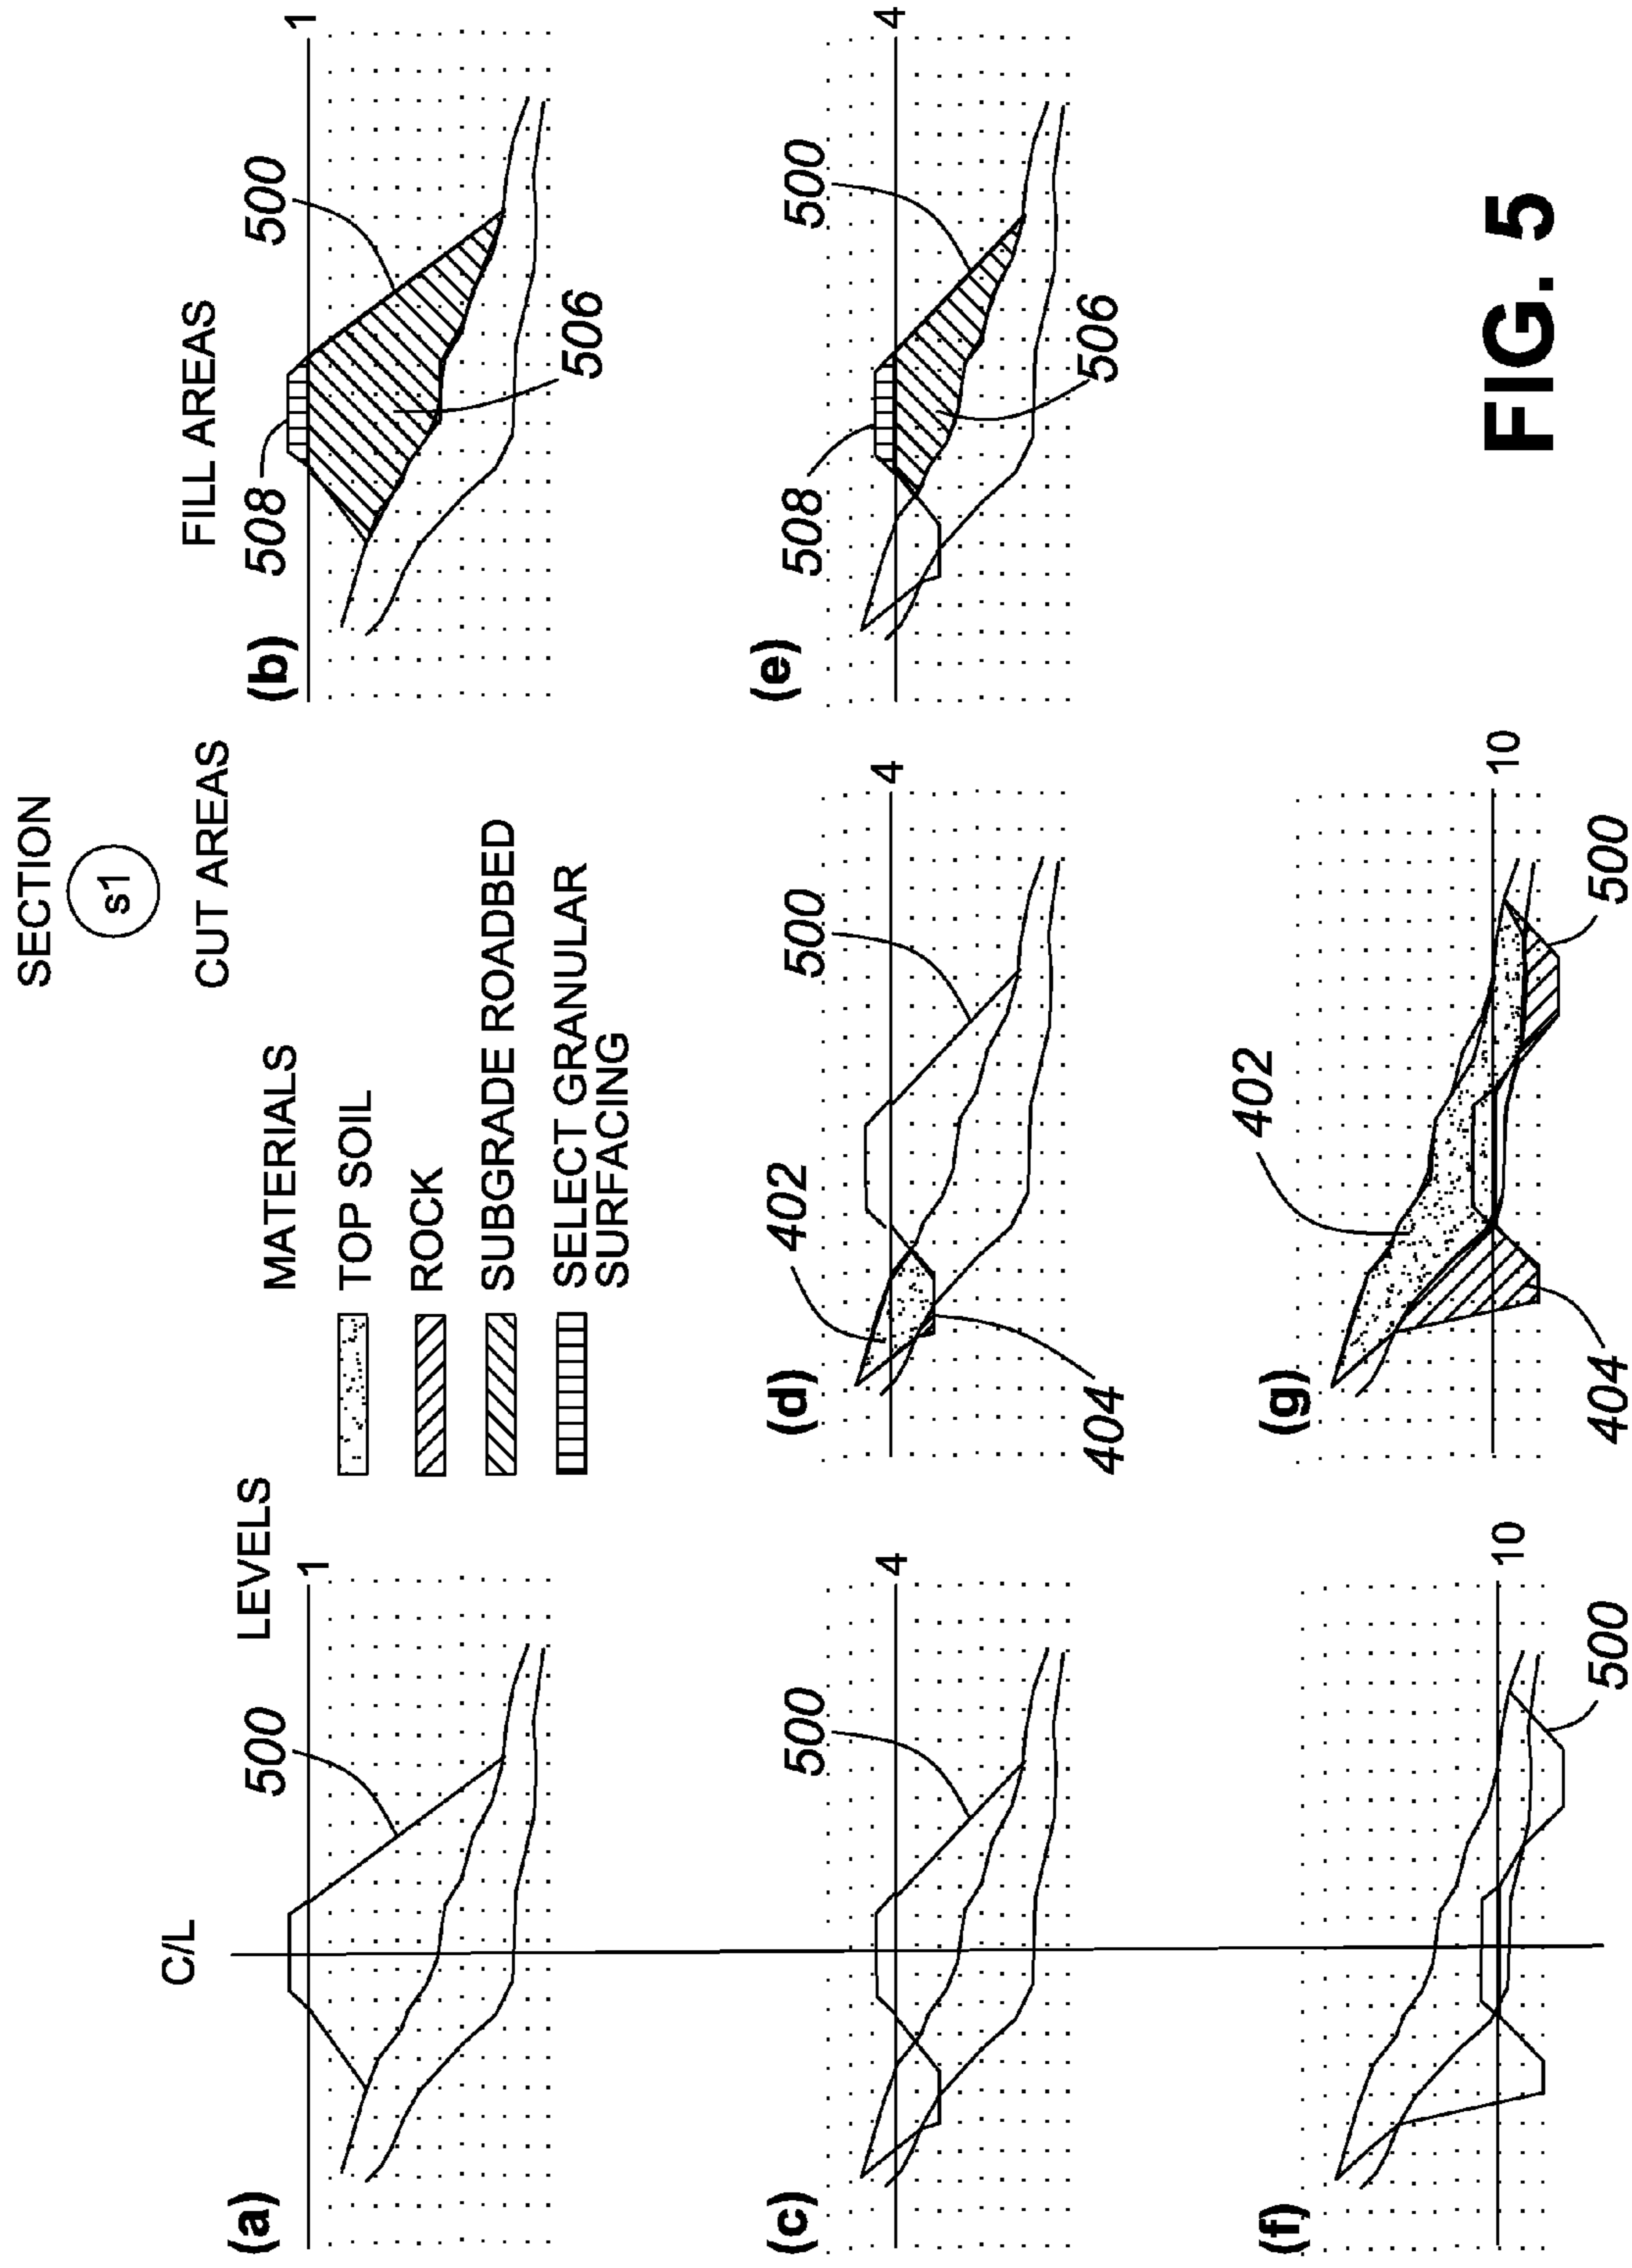 SECTION
s1
C/L
LEVELS
MATERIALS
CUT AREAS
FILL AREAS
TOP SOIL
ROCK
SUBGRADE ROADBED
SELECT GRANULAR
SURFACING
(a)
500
1
(b)
508
500
1
506
(c)
500
4
(d)
402
500
4
404
(e)
508
500
4
506
(f)
10
500
(g)
402
10
404
500
FIG. 5